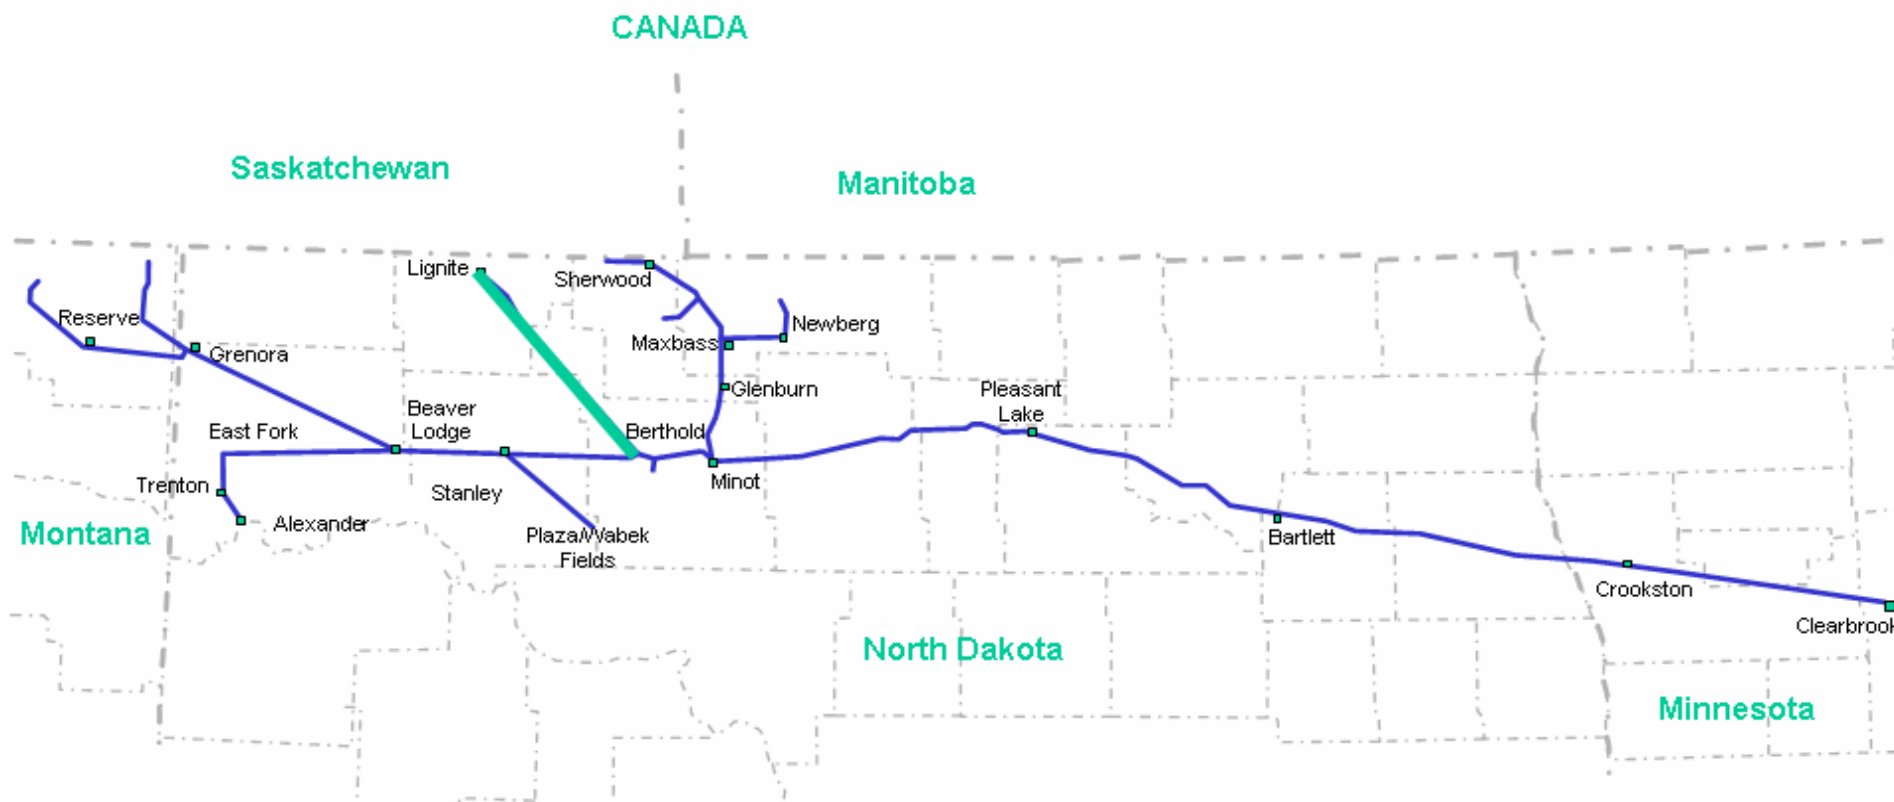 CANADA
Saskatchewan
Manitoba
Lignite
Sherwood
Reserve
Newberg
Maxbass
Grenora
Glenburn
Pleasant
Lake
Beaver
Lodge
East Fork
Berthold
Trenton
Stanley
Minot
Alexander
Montana
Plaza/Wabek
Fields
Bartlett
Crookston
Clearbrook
North Dakota
Minnesota